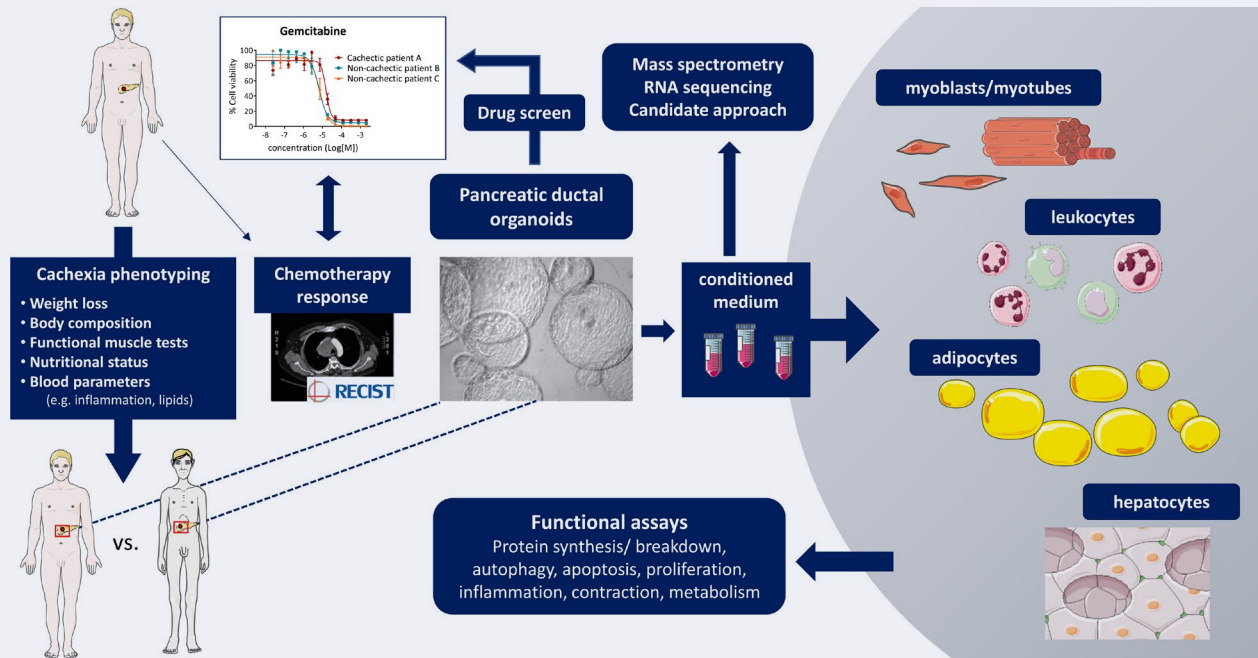 Gemcitabine
Cachectic patient A
Non-cachectic patient B
Non-cachectic patient C
% Cell viability
100
80
60
40
20
0
-8 -7 -6 -5 -4 -3
concentration (Log[M])
Drug screen
Mass spectrometry
RNA sequencing
Candidate approach
myoblasts/myotubes
Pancreatic ductal
organoids
leukocytes
Cachexia phenotyping
• Weight loss
• Body composition
• Functional muscle tests
• Nutritional status
• Blood parameters
(e.g. inflammation, lipids)
Chemotherapy
response
RECIST
conditioned
medium
adipocytes
vs.
Functional assays
Protein synthesis/ breakdown,
autophagy, apoptosis, proliferation,
inflammation, contraction, metabolism
hepatocytes